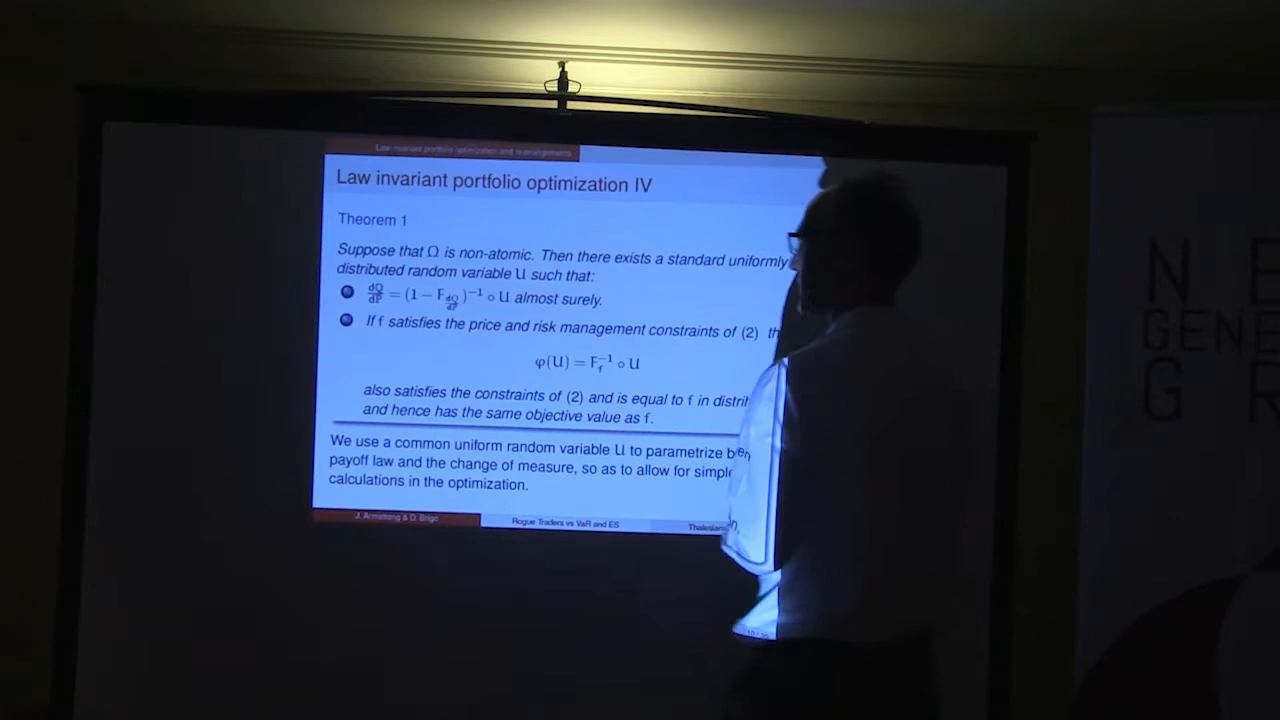 Law invariant portfolio optimization and rearrangements
Law invariant portfolio optimization IV
Theorem 1
Suppose that Ω is non-atomic. Then there exists a standard uniformly
distributed random variable U such that:
dQ/dP = (1 − F_{dQ/dP})⁻¹ ∘ U almost surely.
If f satisfies the price and risk management constraints of (2) th
φ(U) = F_f⁻¹ ∘ U
also satisfies the constraints of (2) and is equal to f in distri
and hence has the same objective value as f.
We use a common uniform random variable U to parametrize b
payoff law and the change of measure, so as to allow for simple
calculations in the optimization.
J. Armstrong & D. Brigo
Rogue Traders vs VaR and ES
Thalesians
N E
GENE
G R